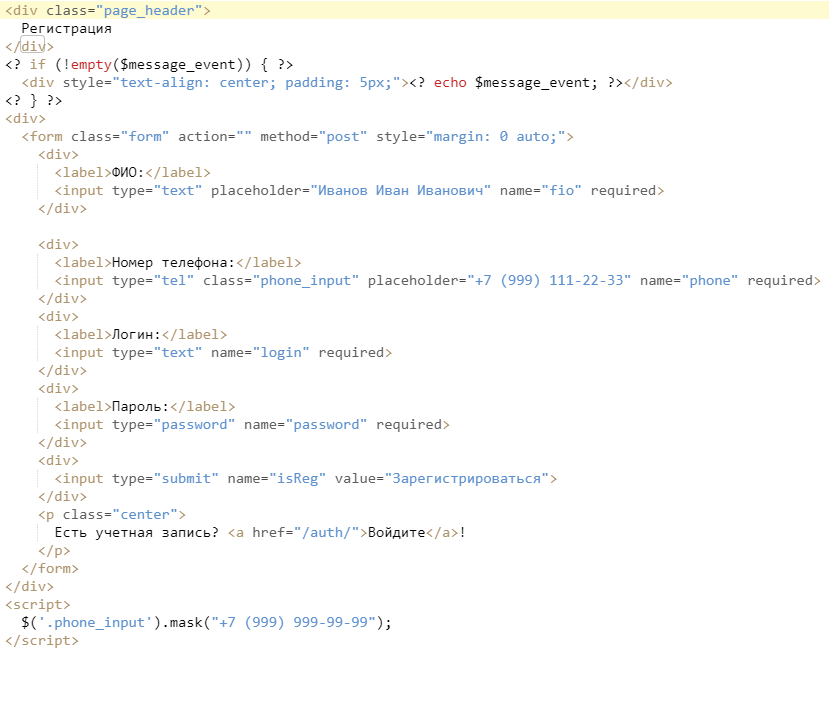 <div class="page_header">
  Регистрация
</div>
<? if (!empty($message_event)) { ?>
  <div style="text-align: center; padding: 5px;"><? echo $message_event; ?></div>
<? } ?>
<div>
  <form class="form" action="" method="post" style="margin: 0 auto;">
    <div>
      <label>ФИО:</label>
      <input type="text" placeholder="Иванов Иван Иванович" name="fio" required>
    </div>

    <div>
      <label>Номер телефона:</label>
      <input type="tel" class="phone_input" placeholder="+7 (999) 111-22-33" name="phone" required>
    </div>
    <div>
      <label>Логин:</label>
      <input type="text" name="login" required>
    </div>
    <div>
      <label>Пароль:</label>
      <input type="password" name="password" required>
    </div>
    <div>
      <input type="submit" name="isReg" value="Зарегистрироваться">
    </div>
    <p class="center">
      Есть учетная запись? <a href="/auth/">Войдите</a>!
    </p>
  </form>
</div>
<script>
  $('.phone_input').mask("+7 (999) 999-99-99");
</script>